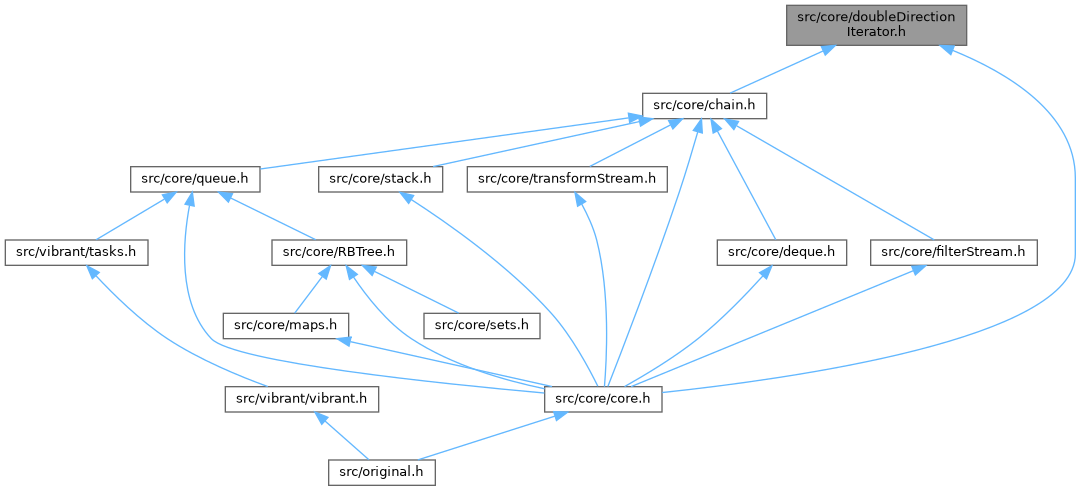 src/core/doubleDirection
Iterator.h
src/core/chain.h
src/core/queue.h
src/core/stack.h
src/core/transformStream.h
src/vibrant/tasks.h
src/core/RBTree.h
src/core/deque.h
src/core/filterStream.h
src/core/maps.h
src/core/sets.h
src/vibrant/vibrant.h
src/core/core.h
src/original.h